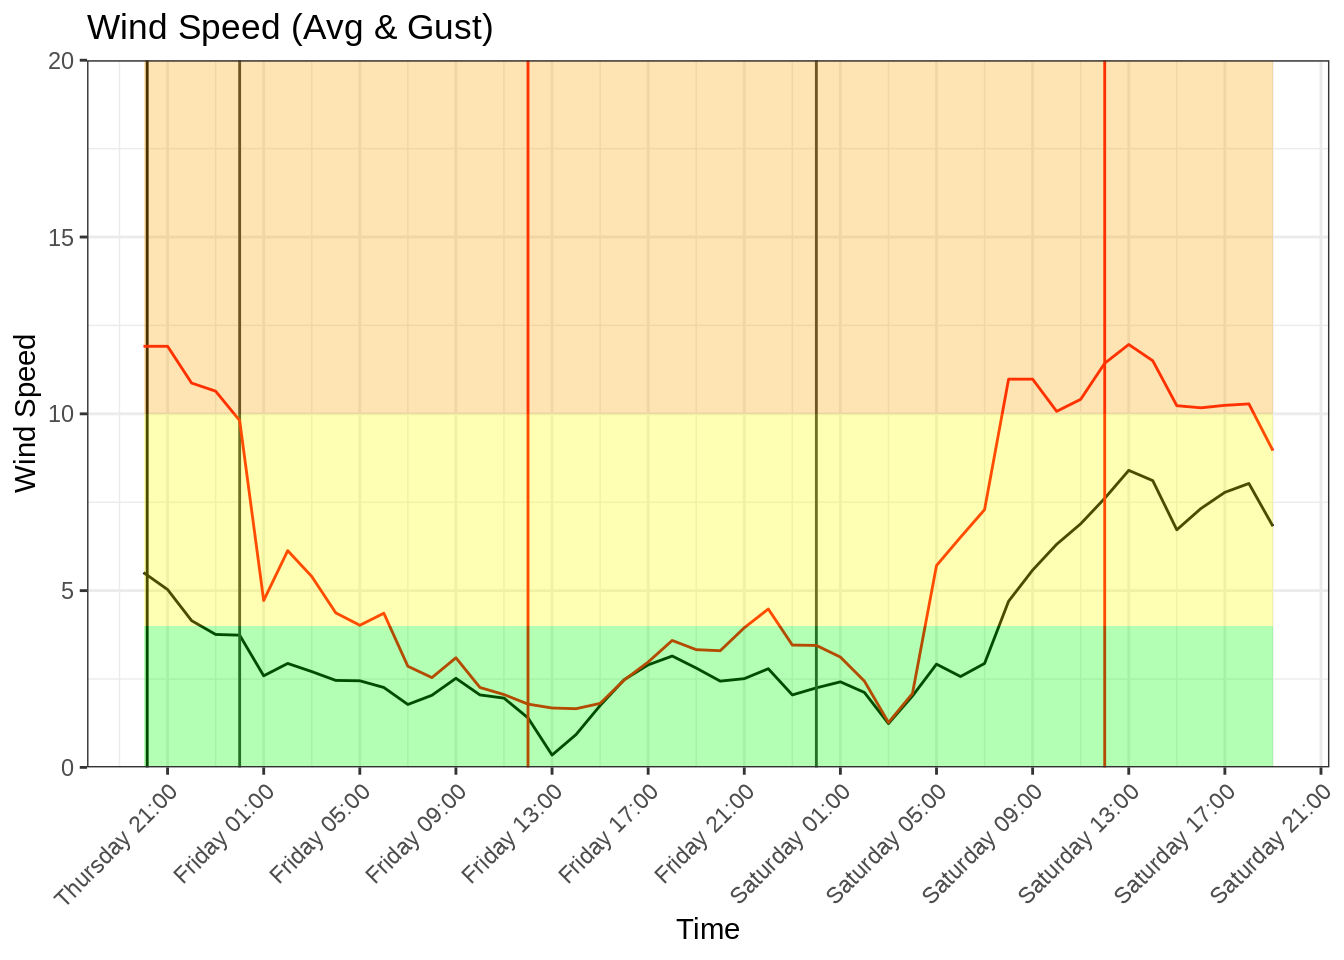 Wind Speed (Avg & Gust)
20
15
10
5
0
Wind Speed
Thursday 21:00
Friday 01:00
Friday 05:00
Friday 09:00
Friday 13:00
Friday 17:00
Friday 21:00
Saturday 01:00
Saturday 05:00
Saturday 09:00
Saturday 13:00
Saturday 17:00
Saturday 21:00
Time